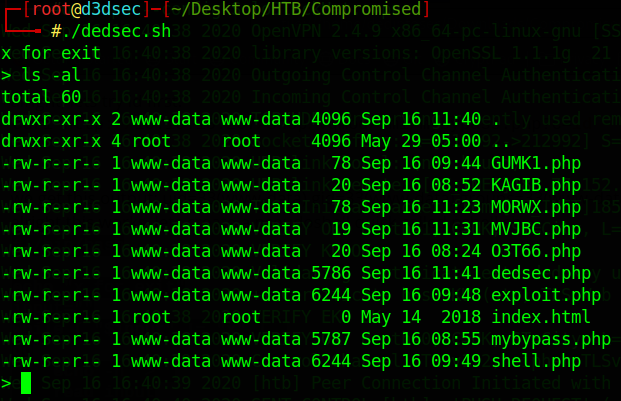 ┌─[root@d3dsec]─[~/Desktop/HTB/Compromised]
└──╼ #./dedsec.sh
x for exit
> ls -al
total 60
drwxr-xr-x 2 www-data www-data 4096 Sep 16 11:40 .
drwxr-xr-x 4 root     root     4096 May 29 05:00 ..
-rw-r--r-- 1 www-data www-data   78 Sep 16 09:44 GUMK1.php
-rw-r--r-- 1 www-data www-data   20 Sep 16 08:52 KAGIB.php
-rw-r--r-- 1 www-data www-data   78 Sep 16 11:23 MORWX.php
-rw-r--r-- 1 www-data www-data   19 Sep 16 11:31 MVJBC.php
-rw-r--r-- 1 www-data www-data   20 Sep 16 08:24 O3T66.php
-rw-r--r-- 1 www-data www-data 5786 Sep 16 11:41 dedsec.php
-rw-r--r-- 1 www-data www-data 6244 Sep 16 09:48 exploit.php
-rw-r--r-- 1 root     root        0 May 14  2018 index.html
-rw-r--r-- 1 www-data www-data 5787 Sep 16 08:55 mybypass.php
-rw-r--r-- 1 www-data www-data 6244 Sep 16 09:49 shell.php
>